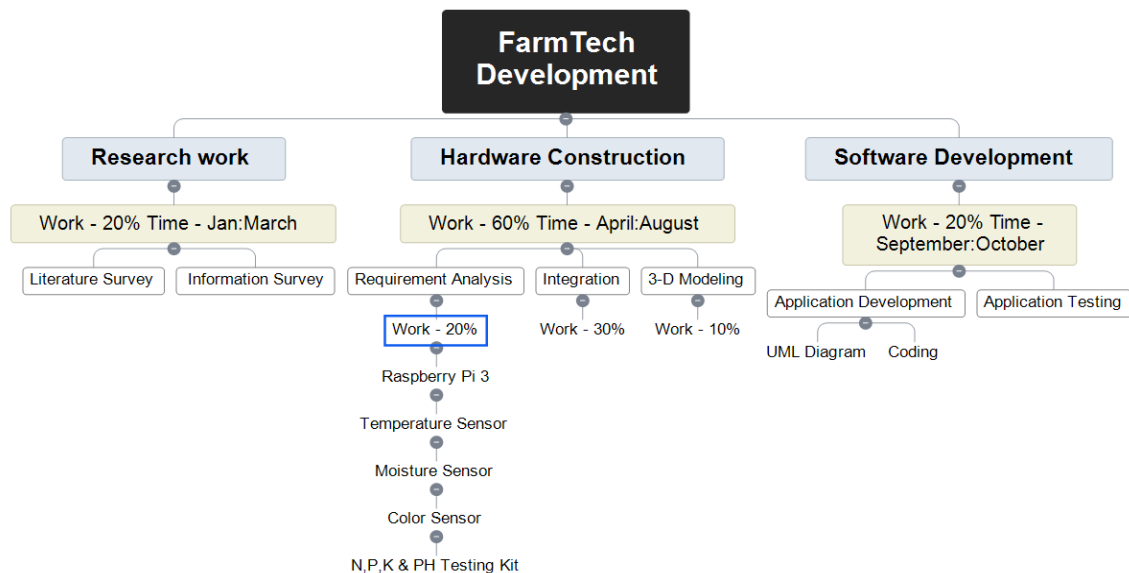 FarmTech
Development
Research work
Hardware Construction
Software Development
Work - 20% Time - Jan:March
Work - 60% Time - April:August
Work - 20% Time -
September:October
Literature Survey
Information Survey
Requirement Analysis
Integration
3-D Modeling
Application Development
Application Testing
Work - 20%
Work - 30%
Work - 10%
UML Diagram
Coding
Raspberry Pi 3
Temperature Sensor
Moisture Sensor
Color Sensor
N,P,K & PH Testing Kit